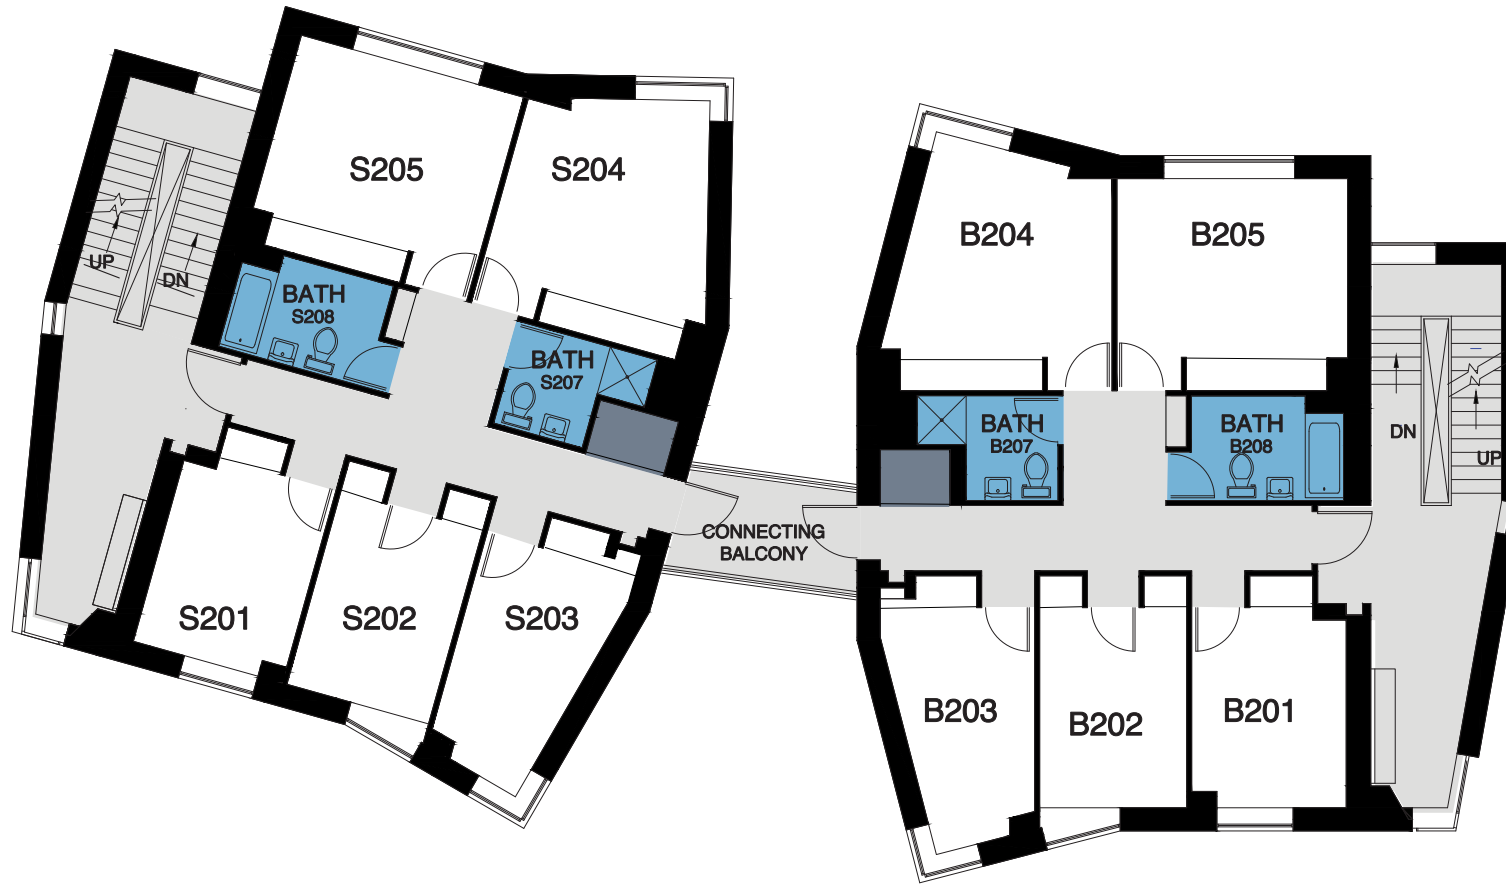 S205
S204
UP
DN
BATH
S208
BATH
S207
S201
S202
S203
CONNECTING
BALCONY
B204
B205
BATH
B207
BATH
B208
DN
UP
B203
B202
B201